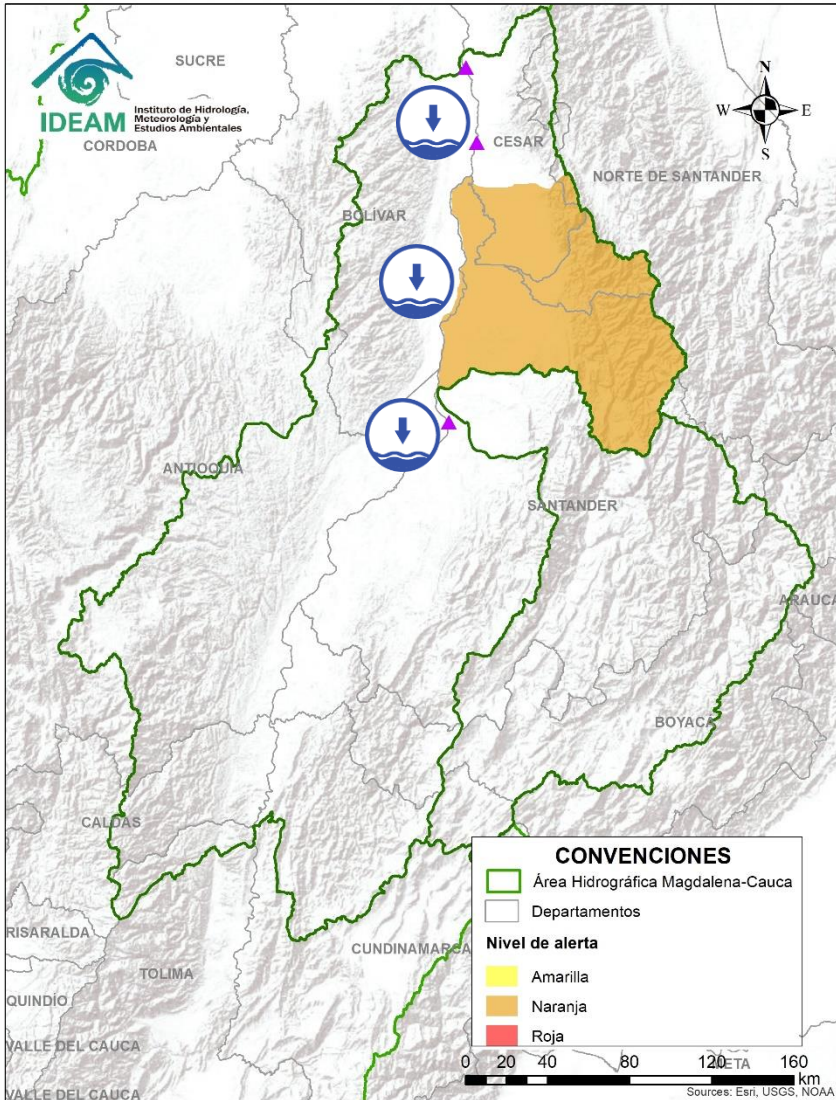 SUCRE
IDEAM
Instituto de Hidrología,
Meteorología y
Estudios Ambientales
CORDOBA
N
W
E
S
CESAR
NORTE DE SANTANDER
BOLÍVAR
ANTIOQUIA
SANTANDER
ARAUCA
BOYACÁ
CALDAS
RISARALDA
CUNDINAMARCA
TOLIMA
QUINDÍO
VALLE DEL CAUCA
VALLE DEL CAUCA
CONVENCIONES
Área Hidrográfica Magdalena-Cauca
Departamentos
Nivel de alerta
Amarilla
Naranja
Roja
META
0 20 40 80 120 160
km
Sources: Esri, USGS, NOAA